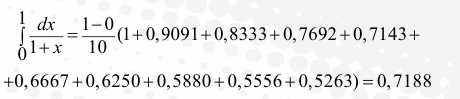 ∫₀¹ dx/(1+x) = (1−0)/10 (1+0,9091+0,8333+0,7692+0,7143+
+0,6667+0,6250+0,5880+0,5556+0,5263)=0,7188